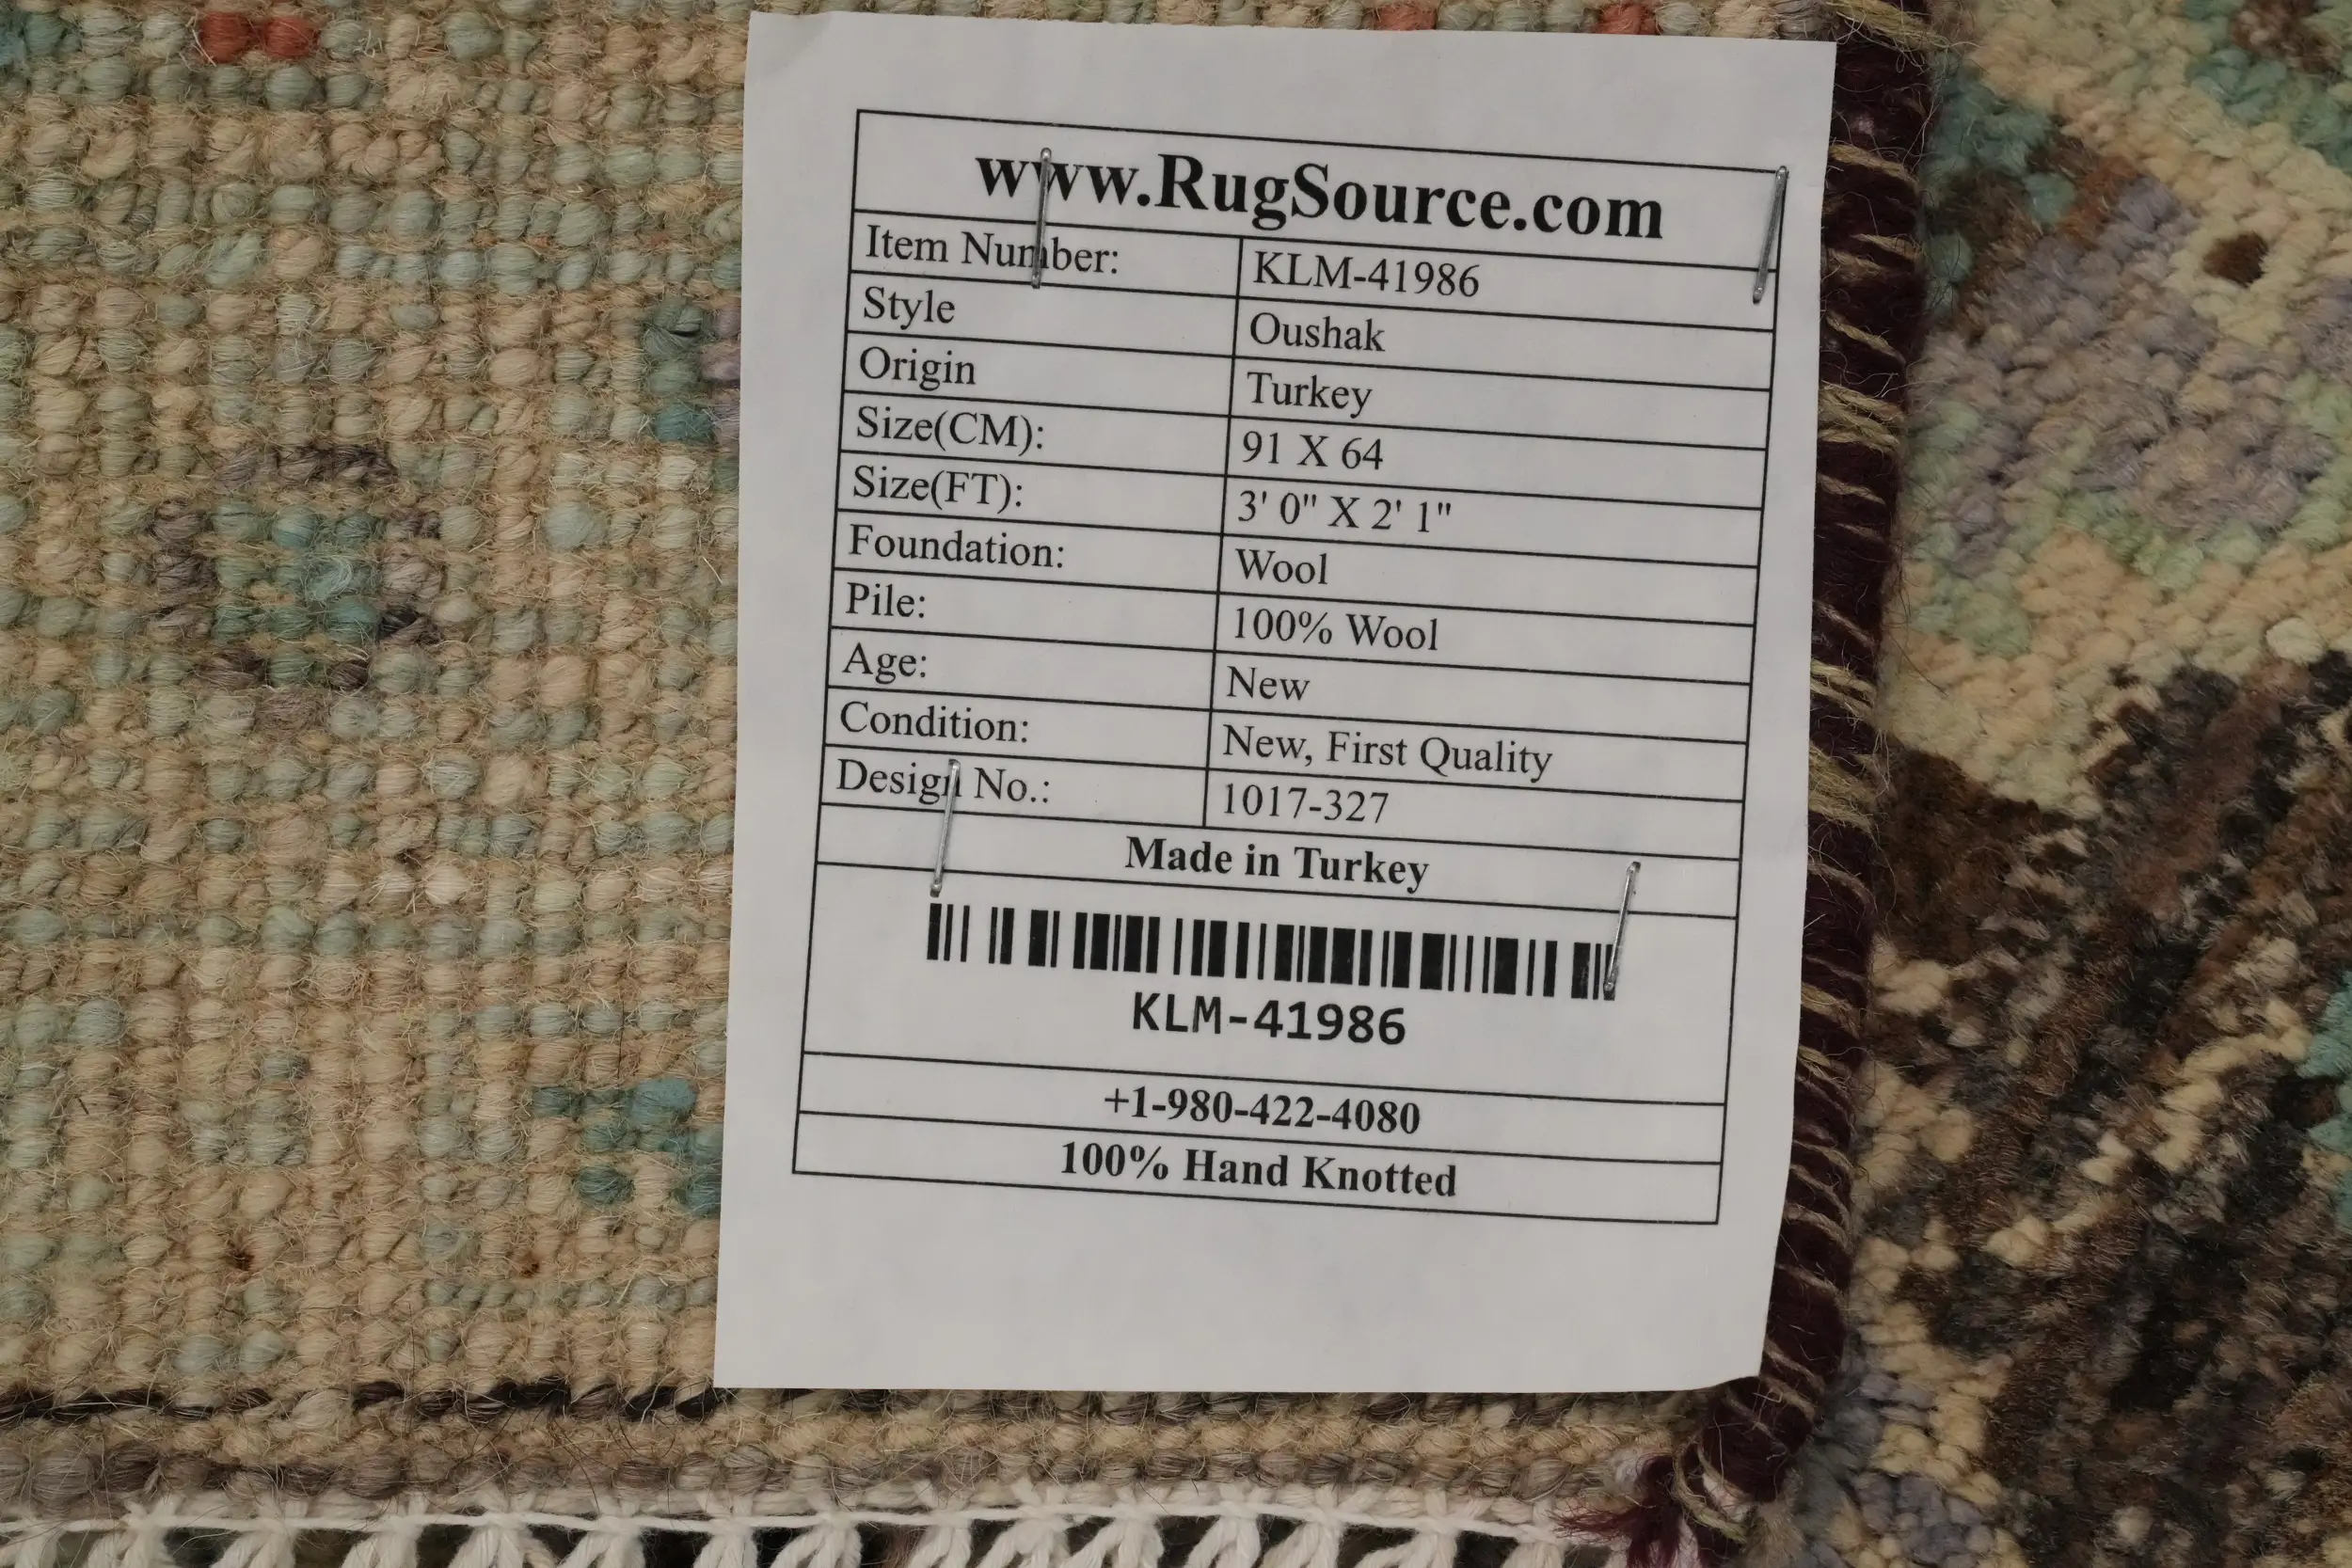 www.RugSource.com
Item Number: KLM-41986
Style Oushak
Origin Turkey
Size(CM): 91 X 64
Size(FT): 3' 0" X 2' 1"
Foundation: Wool
Pile: 100% Wool
Age: New
Condition: New, First Quality
Design No.: 1017-327
Made in Turkey
KLM-41986
+1-980-422-4080
100% Hand Knotted